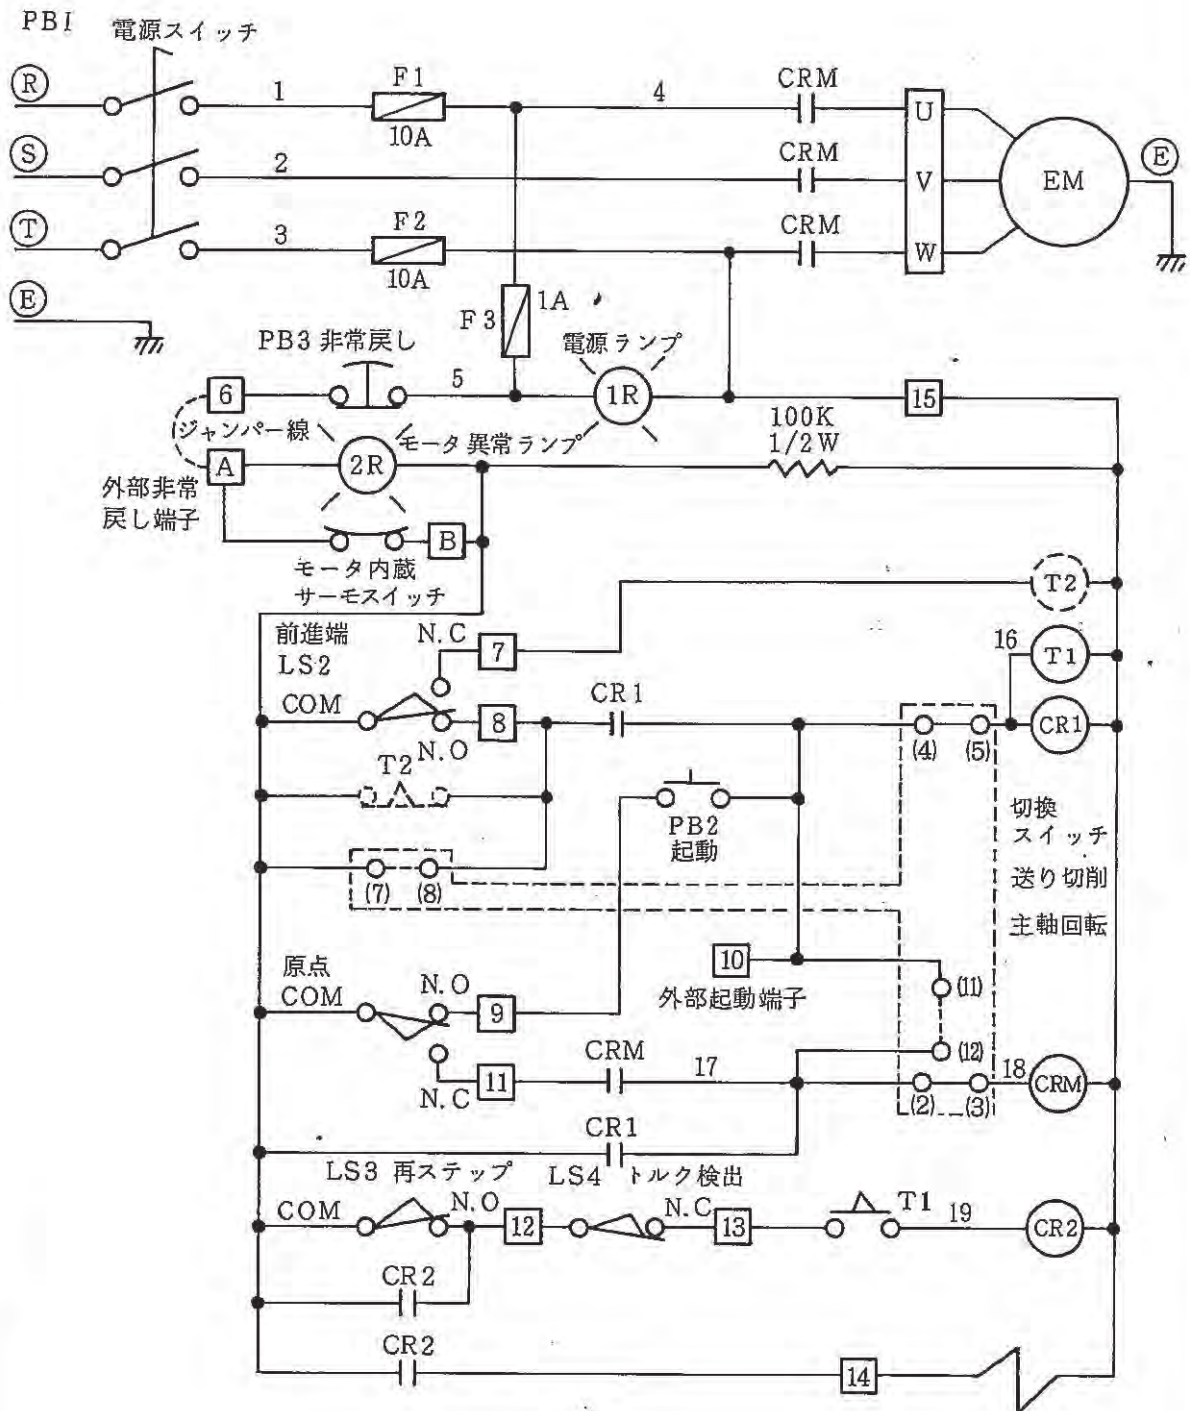 PB1 電源スイッチ
R 1 F1 4 CRM U
10A
S 2 CRM V EM E
T 3 F2 CRM W
10A
E
F3 1A
PB3 非常戻し 電源ランプ
6 5 1R 15
ジャンパー線 モータ異常ランプ 100K
1/2W
A 2R
外部非常
戻し端子
B
モータ内蔵
サーモスイッチ
T2
前進端 N.C 7 16 T1
LS2
COM 8 CR1 (4) (5) CR1
N.O
T2
PB2
起動
切換
スイッチ
送り切削
主軸回転
(7) (8)
原点
COM N.O 9
10
外部起動端子
(11)
(12)
N.C 11 CRM 17 (2) (3) 18 CRM
CR1
LS3 再ステップ LS4 トルク検出
COM N.O 12 N.C 13 T1 19 CR2
CR2
CR2 14